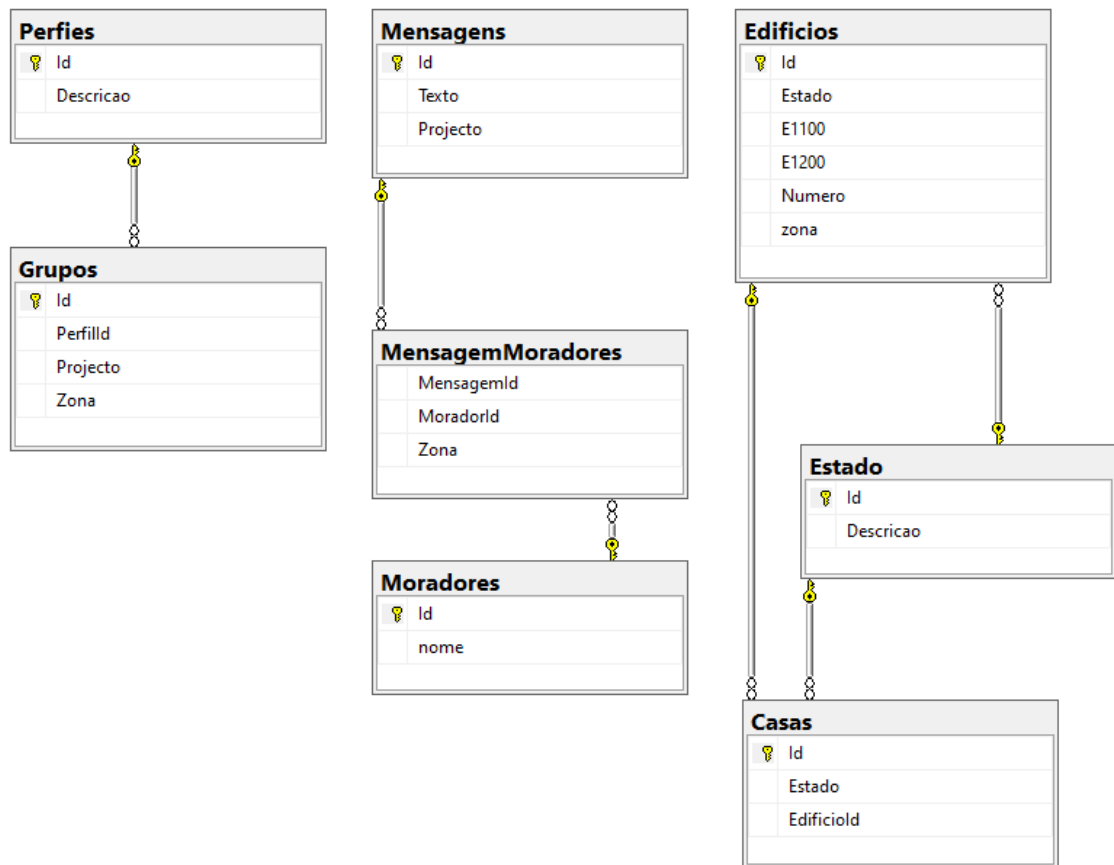 Perfies
Id
Descricao
Grupos
Id
PerfilId
Projecto
Zona
Mensagens
Id
Texto
Projecto
MensagemMoradores
MensagemId
MoradorId
Zona
Moradores
Id
nome
Edificios
Id
Estado
E1100
E1200
Numero
zona
Estado
Id
Descricao
Casas
Id
Estado
EdificioId